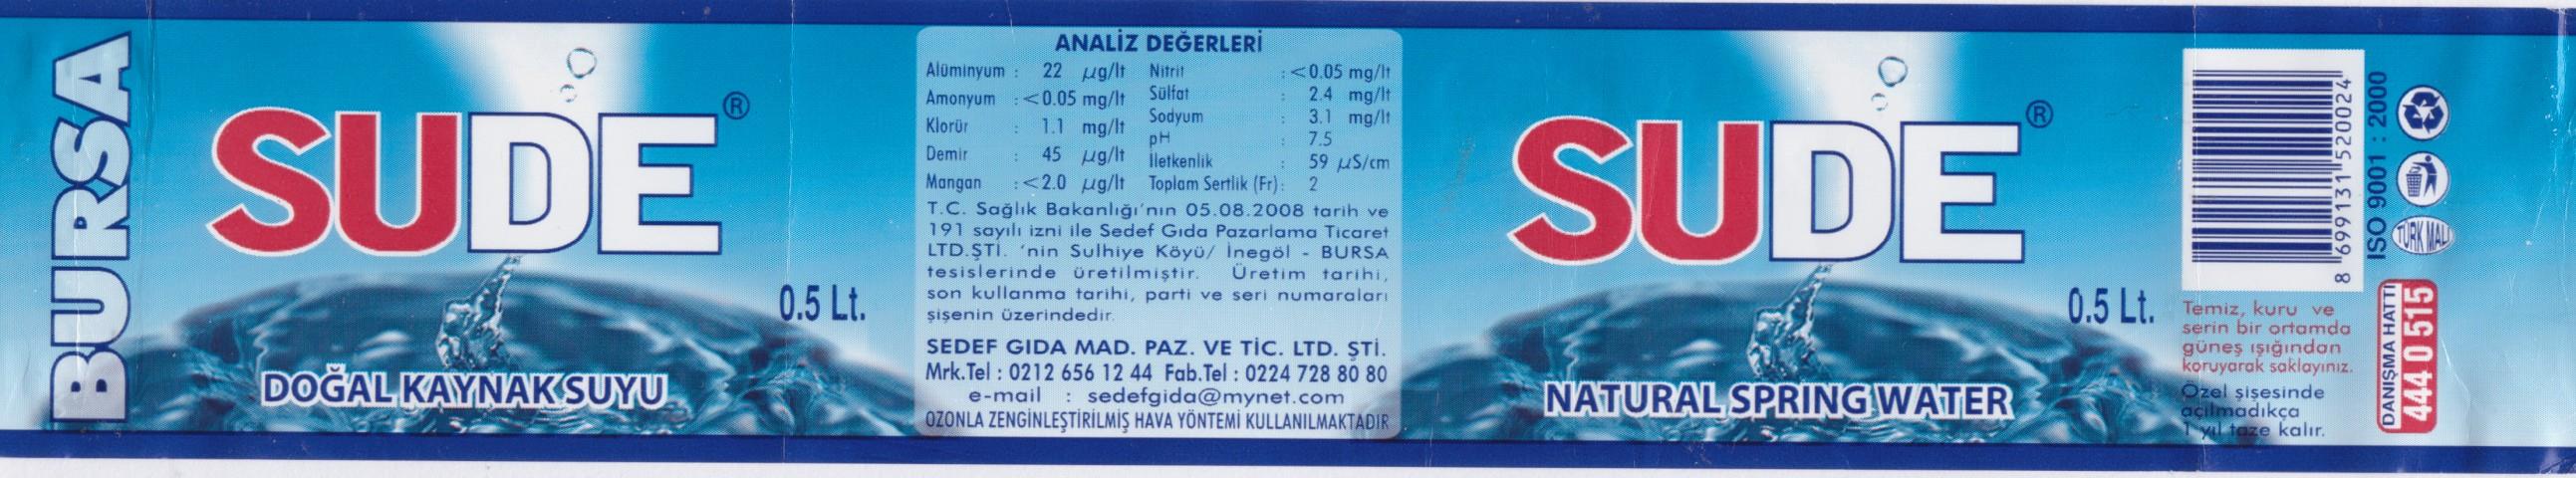 BURSA
SUDE®
0.5 Lt.
DOĞAL KAYNAK SUYU
ANALİZ DEĞERLERİ
Alüminyum : 22 µg/lt
Amonyum : <0.05 mg/lt
Klorür : 1.1 mg/lt
Demir : 45 µg/lt
Mangan : <2.0 µg/lt
Nitrit : <0.05 mg/lt
Sülfat : 2.4 mg/lt
Sodyum : 3.1 mg/lt
pH : 7.5
İletkenlik : 59 µS/cm
Toplam Sertlik (Fr) : 2
T.C. Sağlık Bakanlığı'nın 05.08.2008 tarih ve
191 sayılı izni ile Sedef Gıda Pazarlama Ticaret
LTD.ŞTİ. 'nin Sulhiye Köyü/ İnegöl - BURSA
tesislerinde üretilmiştir. Üretim tarihi,
son kullanma tarihi, parti ve seri numaraları
şişenin üzerindedir.
SEDEF GIDA MAD. PAZ. VE TİC. LTD. ŞTİ.
Mrk.Tel : 0212 656 12 44 Fab.Tel : 0224 728 80 80
e-mail : sedefgida@mynet.com
OZONLA ZENGİNLEŞTİRİLMİŞ HAVA YÖNTEMİ KULLANILMAKTADIR
SUDE®
0.5 Lt.
NATURAL SPRING WATER
8 699131 520024
ISO 9001 : 2000
TÜRK MALI
Temiz, kuru ve
serin bir ortamda
güneş ışığından
koruyarak saklayınız.
Özel şişesinde
açılmadıkça
1 yıl taze kalır.
DANIŞMA HATTI
444 0 515